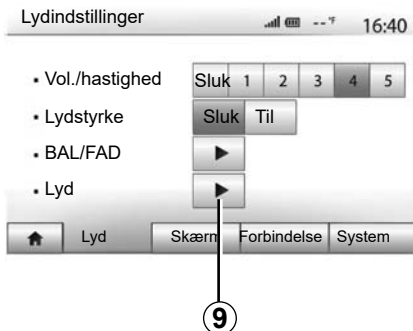 Lydindstillinger -- °F 16:40
• Vol./hastighed Sluk 1 2 3 4 5
• Lydstyrke Sluk Til
• BAL/FAD
• Lyd
Lyd Skærm Forbindelse System
9